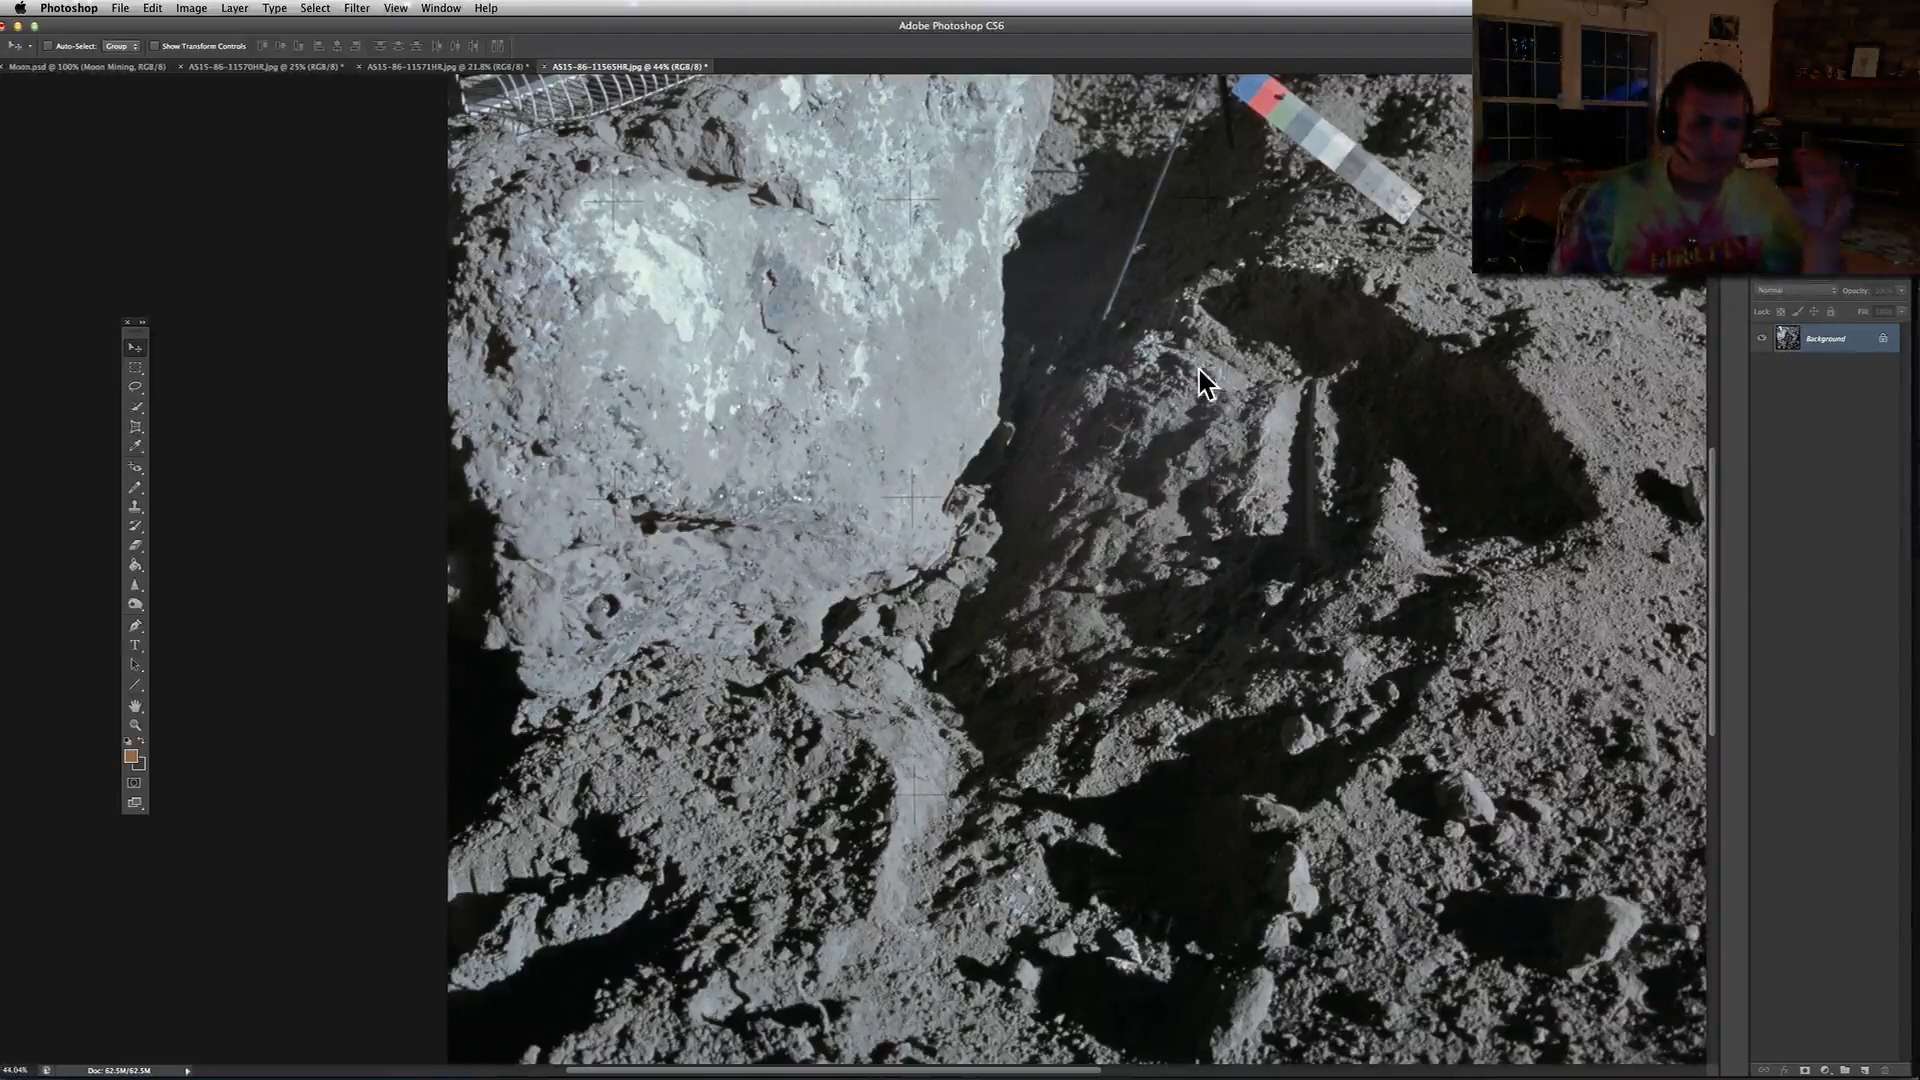 Photoshop File Edit Image Layer Type Select Filter View Window Help
Adobe Photoshop CS6
Auto-Select: Group Show Transform Controls
Moon.psd @ 100% (Moon Mining, RGB/8) × AS15-86-11570HR.jpg @ 25% (RGB/8) * × AS15-86-11571HR.jpg @ 21.8% (RGB/8) * × AS15-86-11565HR.jpg @ 44% (RGB/8) *
Normal Opacity: 100%
Lock: Fill: 100%
Background
44.04% Doc: 62.5M/62.5M